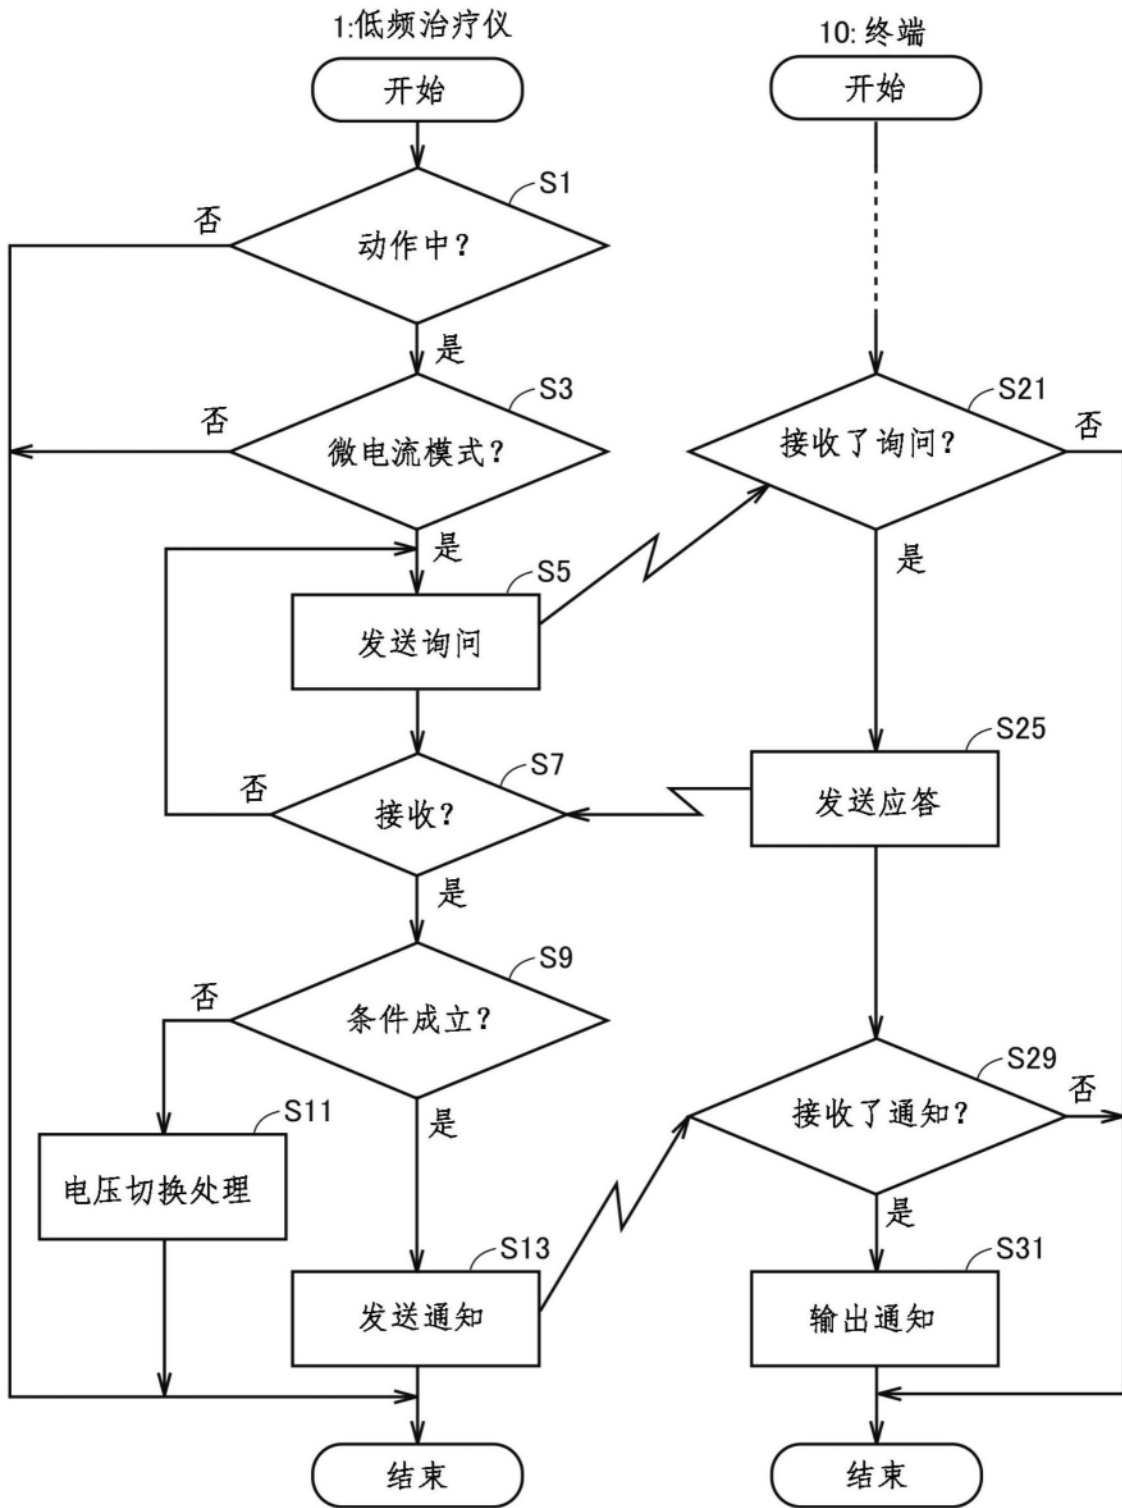 1:低频治疗仪
开始
S1
动作中?
否
是
S3
微电流模式?
否
是
S5
发送询问
S7
接收?
否
是
S9
条件成立?
否
是
S11
电压切换处理
S13
发送通知
结束
10:终端
开始
S21
接收了询问?
否
是
S25
发送应答
S29
接收了通知?
否
是
S31
输出通知
结束